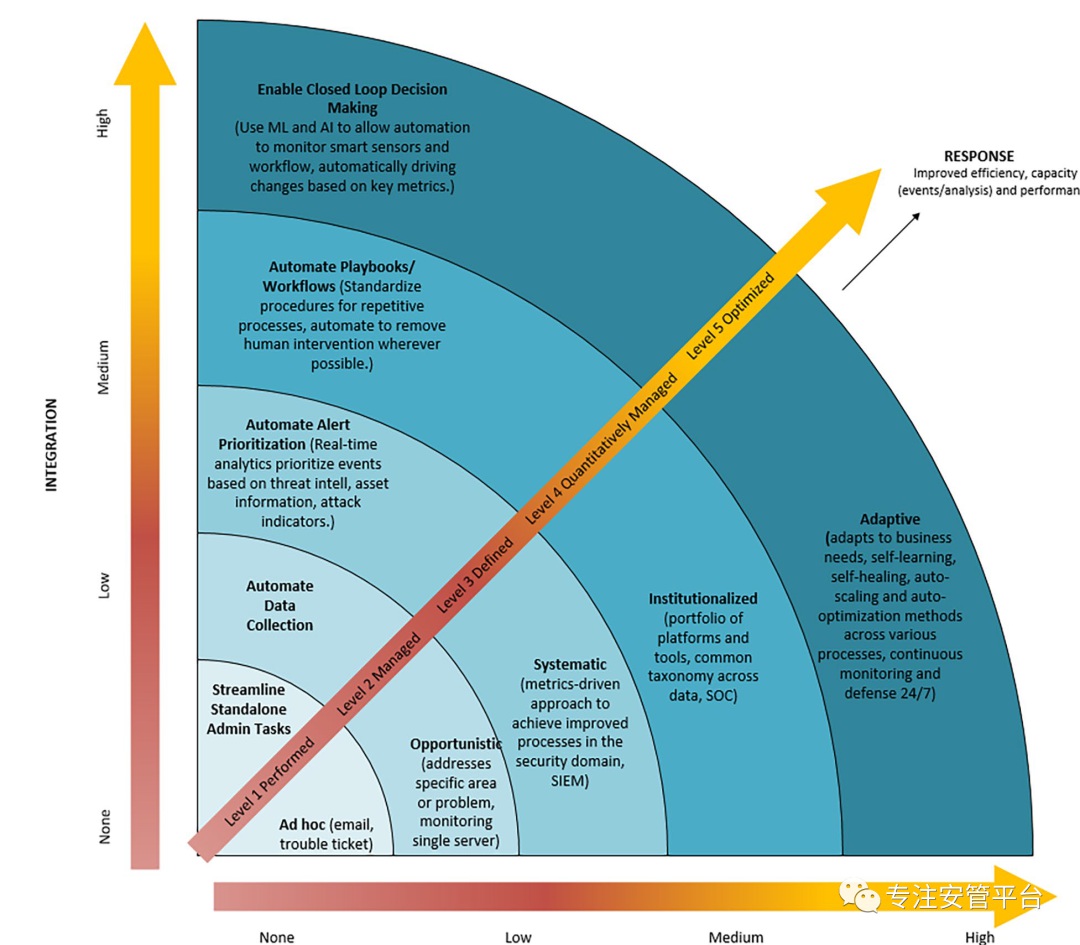 Enable Closed Loop Decision
Making
(Use ML and AI to allow automation
to monitor smart sensors and
workflow, automatically driving
changes based on key metrics.)
High
RESPONSE
Improved efficiency, capacity
(events/analysis) and performan
Automate Playbooks/
Workflows (Standardize
procedures for repetitive
processes, automate to remove
human intervention wherever
possible.)
Medium
INTEGRATION
Automate Alert
Prioritization (Real-time
analytics prioritize events
based on threat intell, asset
information, attack
indicators.)
Low
Automate
Data
Collection
Streamline
Standalone
Admin Tasks
None
Level 1 Performed
Level 2 Managed
Level 3 Defined
Level 4 Quantitatively Managed
Level 5 Optimized
Ad hoc (email,
trouble ticket)
Opportunistic
(addresses
specific area
or problem,
monitoring
single server)
Systematic
(metrics-driven
approach to
achieve improved
processes in the
security domain,
SIEM)
Institutionalized
(portfolio of
platforms and
tools, common
taxonomy across
data, SOC)
Adaptive
(adapts to business
needs, self-learning,
self-healing, auto-
scaling and auto-
optimization methods
across various
processes, continuous
monitoring and
defense 24/7)
专注安管平台
None
Low
Medium
High